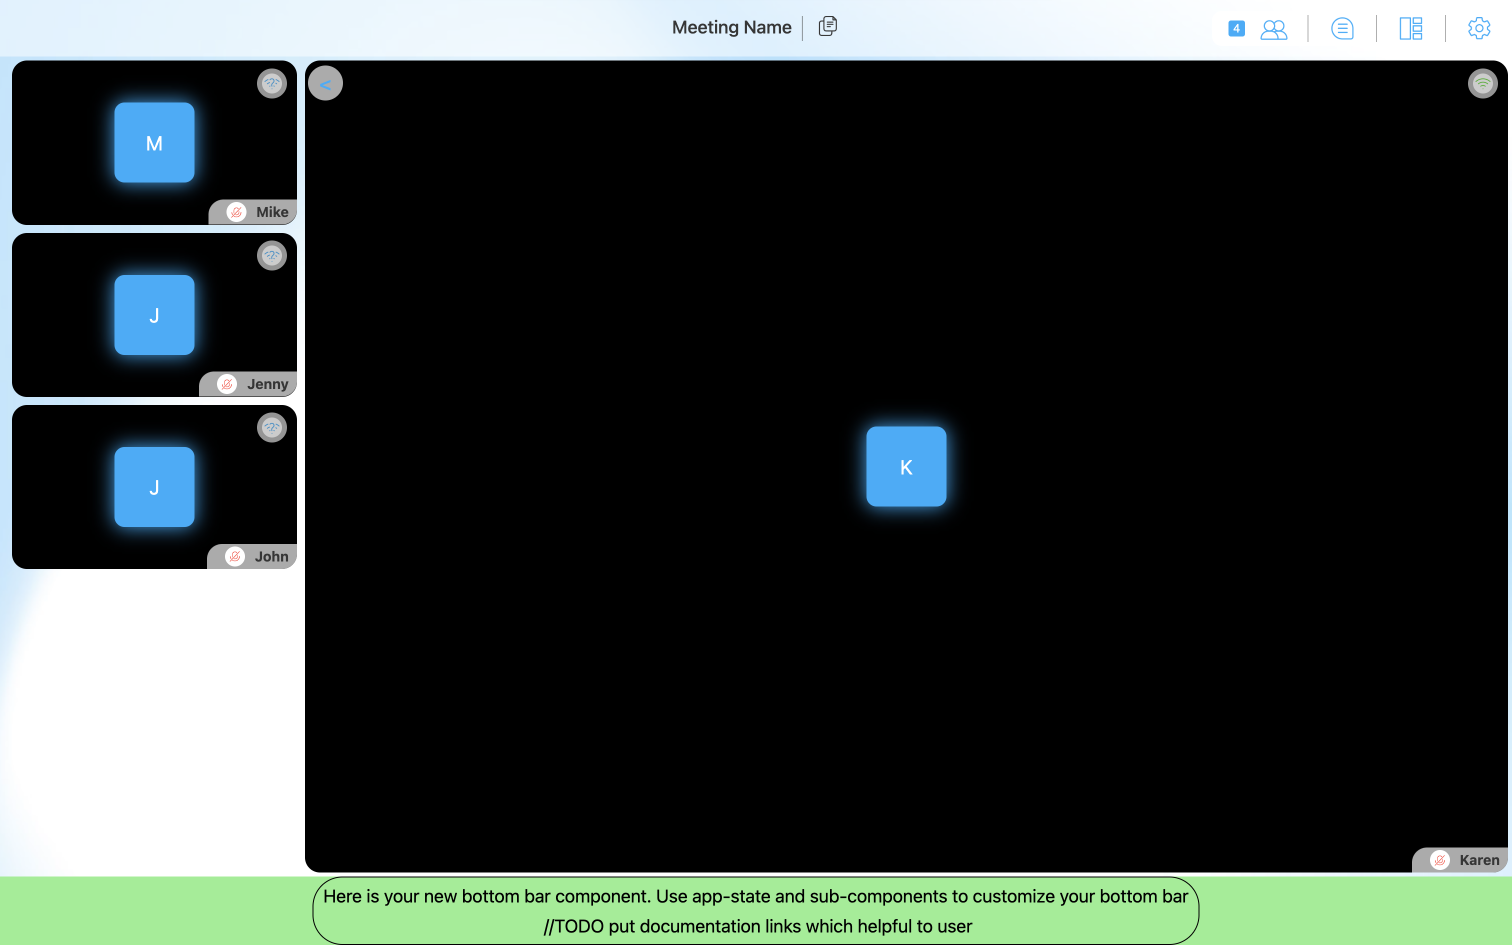 Meeting Name
4
M
Mike
J
Jenny
J
John
<
K
Karen
Here is your new bottom bar component. Use app-state and sub-components to customize your bottom bar
//TODO put documentation links which helpful to user